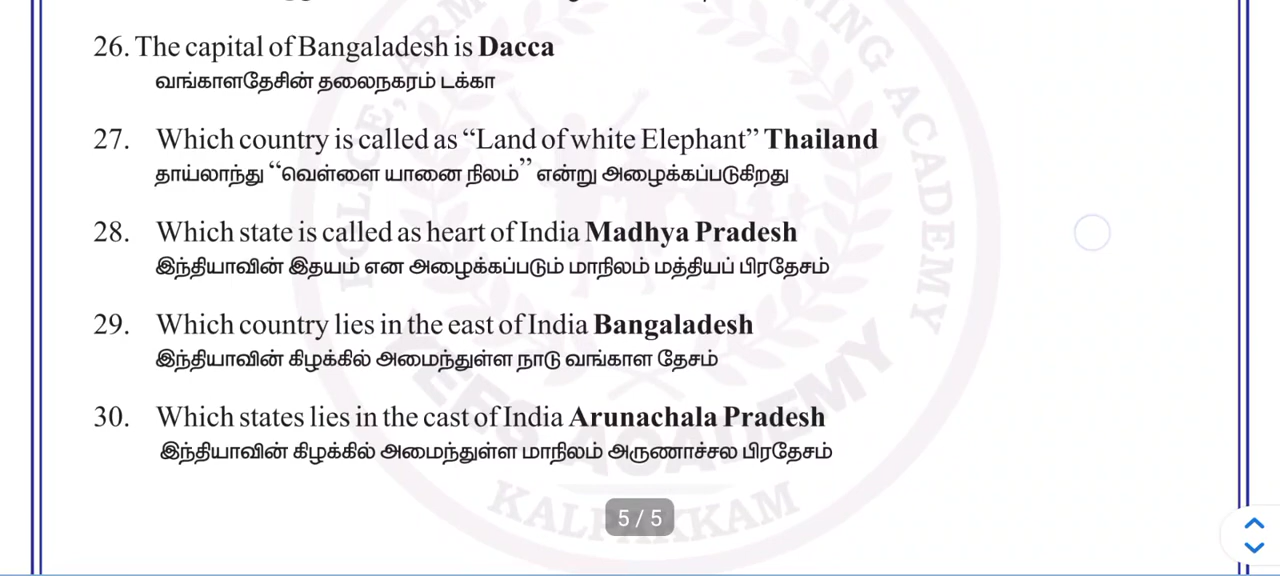 26. The capital of Bangaladesh is Dacca
வங்காளதேசின் தலைநகரம் டக்கா
27. Which country is called as “Land of white Elephant” Thailand
தாய்லாந்து “வெள்ளை யானை நிலம்” என்று அழைக்கப்படுகிறது
28. Which state is called as heart of India Madhya Pradesh
இந்தியாவின் இதயம் என அழைக்கப்படும் மாநிலம் மத்தியப் பிரதேசம்
29. Which country lies in the east of India Bangaladesh
இந்தியாவின் கிழக்கில் அமைந்துள்ள நாடு வங்காள தேசம்
30. Which states lies in the cast of India Arunachala Pradesh
இந்தியாவின் கிழக்கில் அமைந்துள்ள மாநிலம் அருணாச்சல பிரதேசம்
5 / 5
ACADEMY
ACADEMY
KALPAKKAM